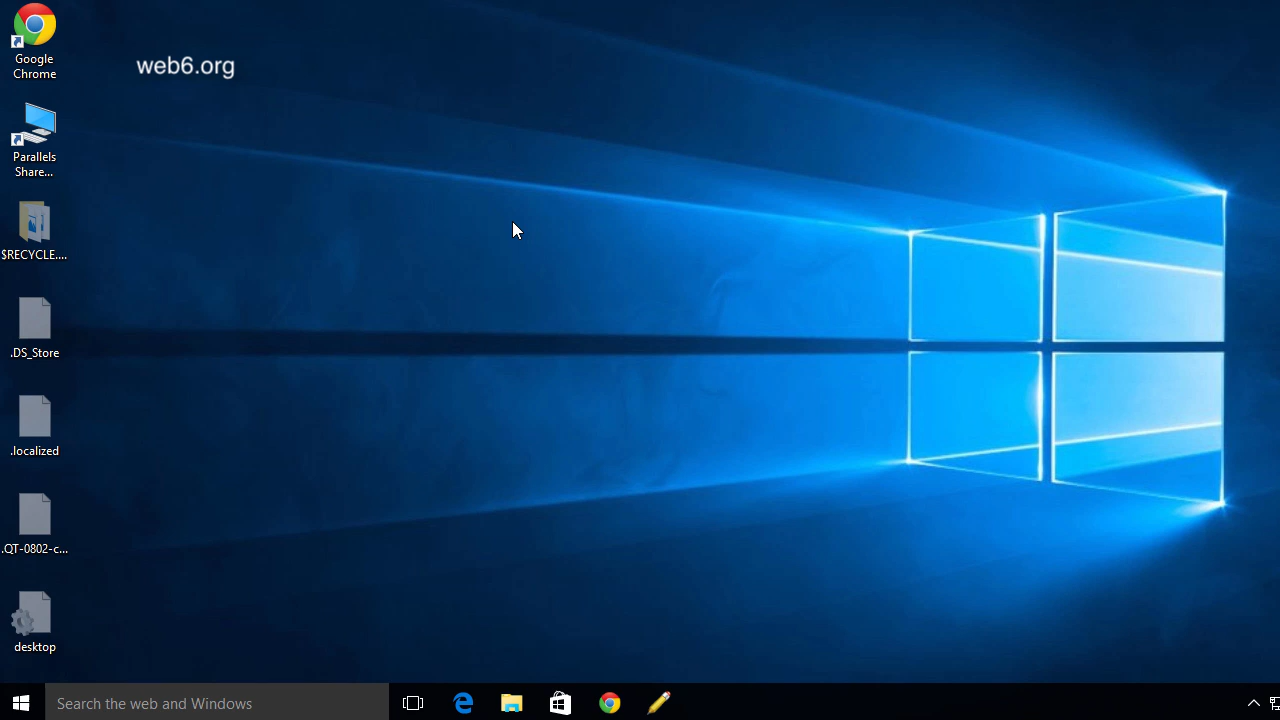 Google
Chrome
web6.org
Parallels
Share...
$RECYCLE....
.DS_Store
.localized
.QT-0802-c...
desktop
Search the web and Windows